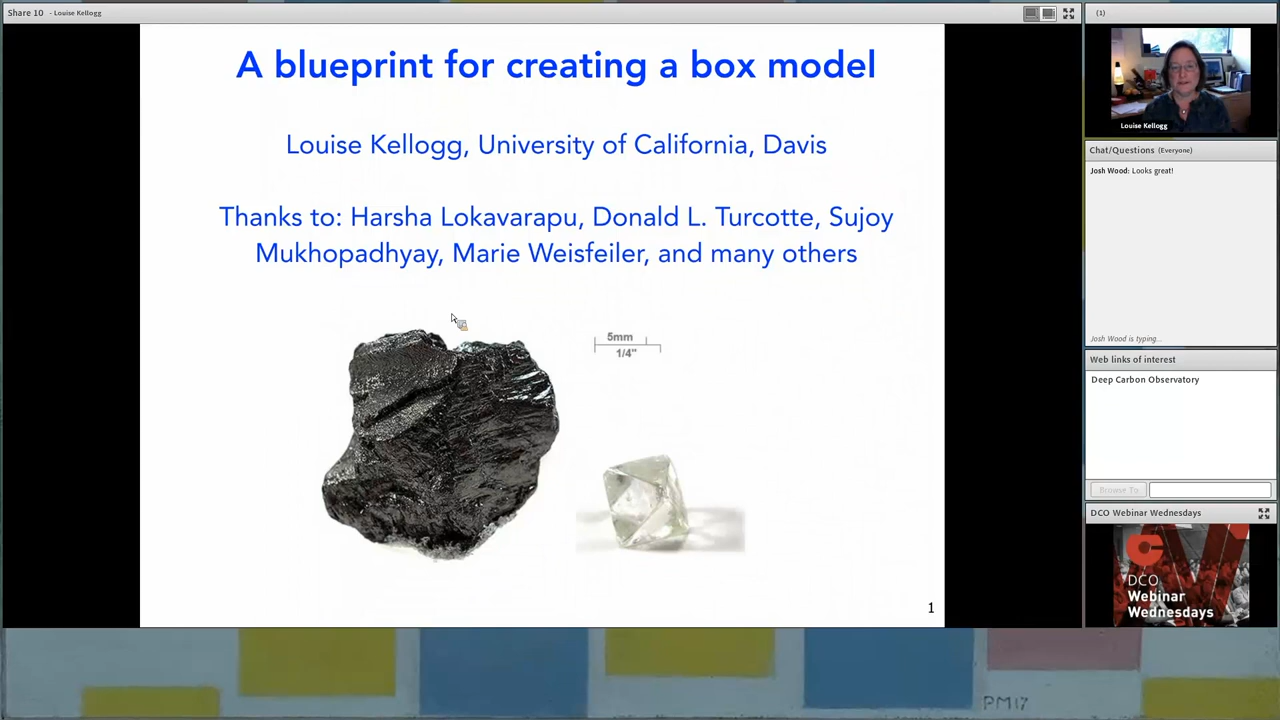 Share 10 - Louise Kellogg
A blueprint for creating a box model
Louise Kellogg, University of California, Davis
Thanks to: Harsha Lokavarapu, Donald L. Turcotte, Sujoy
Mukhopadhyay, Marie Weisfeiler, and many others
5mm
1/4"
1
(1)
Louise Kellogg
Chat/Questions (Everyone)
Josh Wood: Looks great!
Josh Wood is typing...
Web links of interest
Deep Carbon Observatory
Browse To
DCO Webinar Wednesdays
DCO
Webinar
Wednesdays
PM17